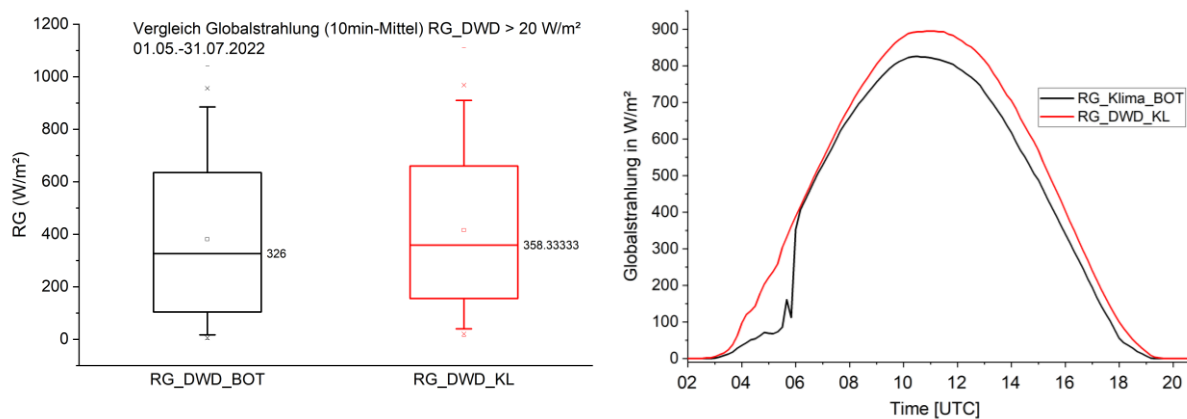 Vergleich Globalstrahlung (10min-Mittel) RG_DWD > 20 W/m²
01.05.-31.07.2022
RG (W/m²)
1200
1000
800
600
400
200
0
326
358.33333
RG_DWD_BOT
RG_DWD_KL
Globalstrahlung in W/m²
900
800
700
600
500
400
300
200
100
0
RG_Klima_BOT
RG_DWD_KL
02 04 06 08 10 12 14 16 18 20
Time [UTC]